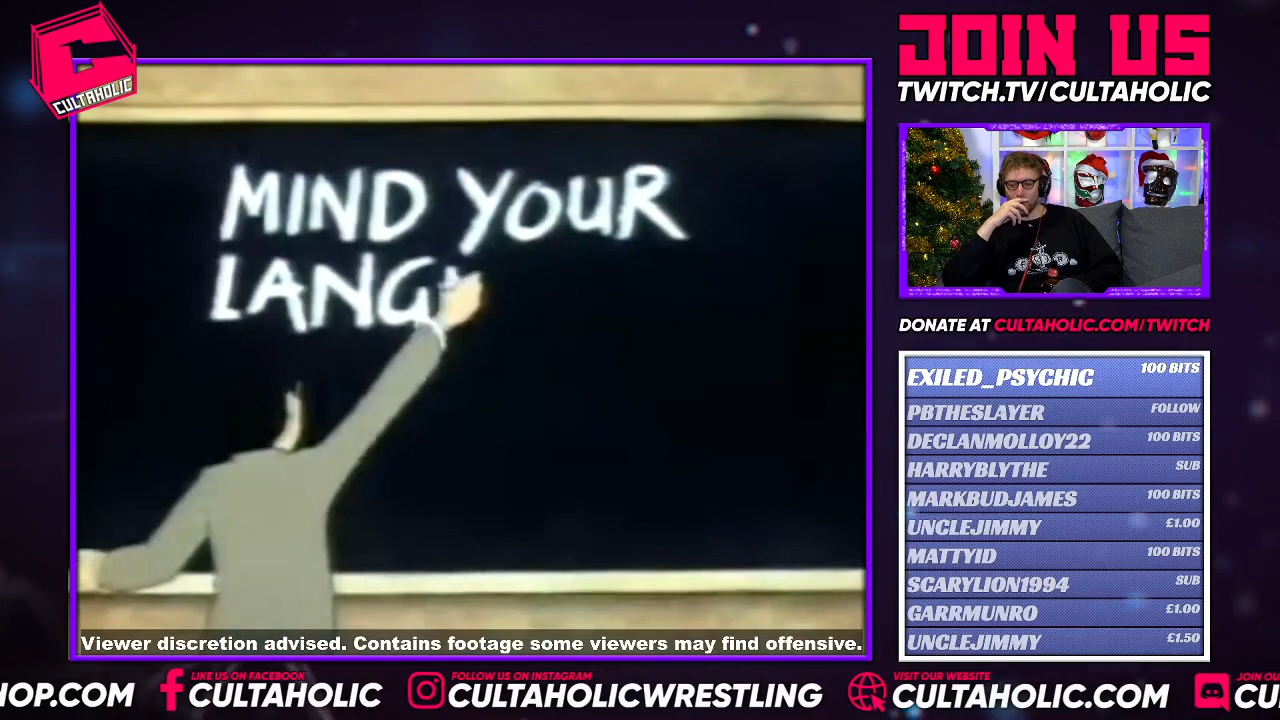 CULTAHOLIC
MIND YOUR
LANG
Viewer discretion advised. Contains footage some viewers may find offensive.
JOIN US
TWITCH.TV/CULTAHOLIC
DONATE AT CULTAHOLIC.COM/TWITCH
EXILED_PSYCHIC 100 BITS
PBTHESLAYER FOLLOW
DECLANMOLLOY22 100 BITS
HARRYBLYTHE SUB
MARKBUDJAMES 100 BITS
UNCLEJIMMY £1.00
MATTYID 100 BITS
SCARYLION1994 SUB
GARRMUNRO £1.00
UNCLEJIMMY £1.50
HOP.COM
LIKE US ON FACEBOOK
CULTAHOLIC
FOLLOW US ON INSTAGRAM
CULTAHOLICWRESTLING
VISIT OUR WEBSITE
CULTAHOLIC.COM
JOIN OU
CU